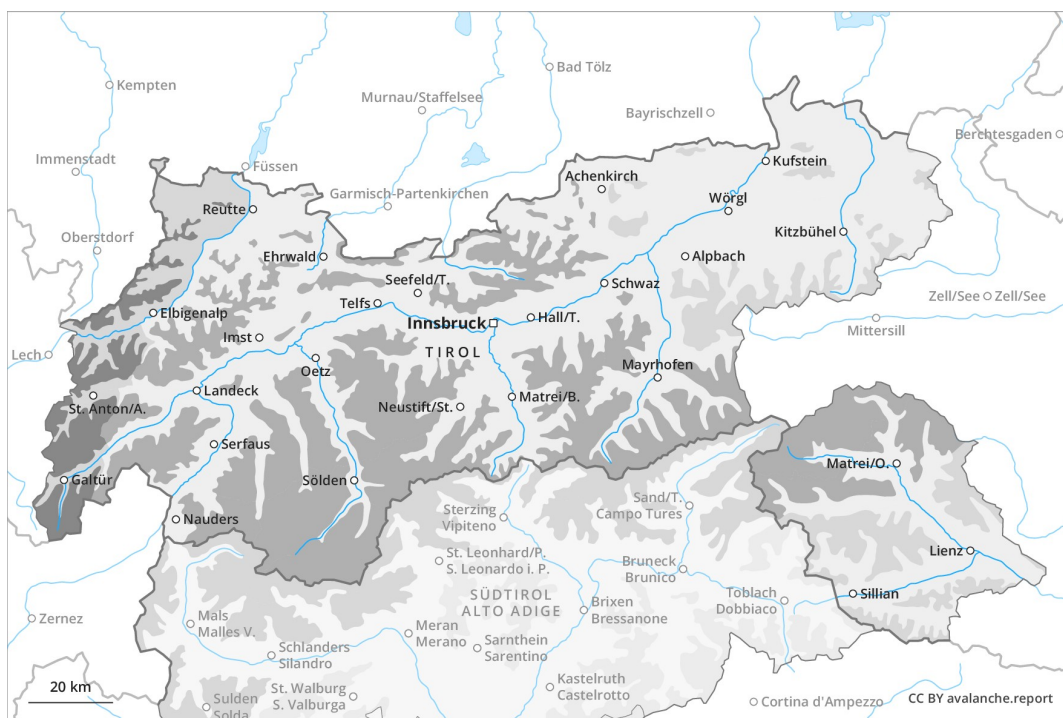 Kempten
Bad Tölz
Murnau/Staffelsee
Bayrischzell
Berchtesgaden
Immenstadt
Füssen
Kufstein
Garmisch-Partenkirchen
Achenkirch
Reutte
Wörgl
Oberstdorf
Kitzbühel
Ehrwald
Alpbach
Seefeld/T.
Schwaz
Zell/See
Zell/See
Telfs
Elbigenalp
Innsbruck
Hall/T.
Mittersill
Imst
Lech
TIROL
Oetz
Mayrhofen
Landeck
St. Anton/A.
Neustift/St.
Matrei/B.
Serfaus
Matrei/O.
Galtür
Sölden
Sand/T.
Campo Tures
Sterzing
Vipiteno
Nauders
Lienz
St. Leonhard/P.
S. Leonardo i. P.
Bruneck
Brunico
SÜDTIROL
ALTO ADIGE
Sillian
Toblach
Dobbiaco
Zernez
Mals
Malles V.
Brixen
Bressanone
Meran
Merano
Sarnthein
Sarentino
Schlanders
Silandro
20 km
St. Walburg
S. Valburga
Kastelruth
Castelrotto
Sulden
Solda
Cortina d'Ampezzo
CC BY avalanche.report